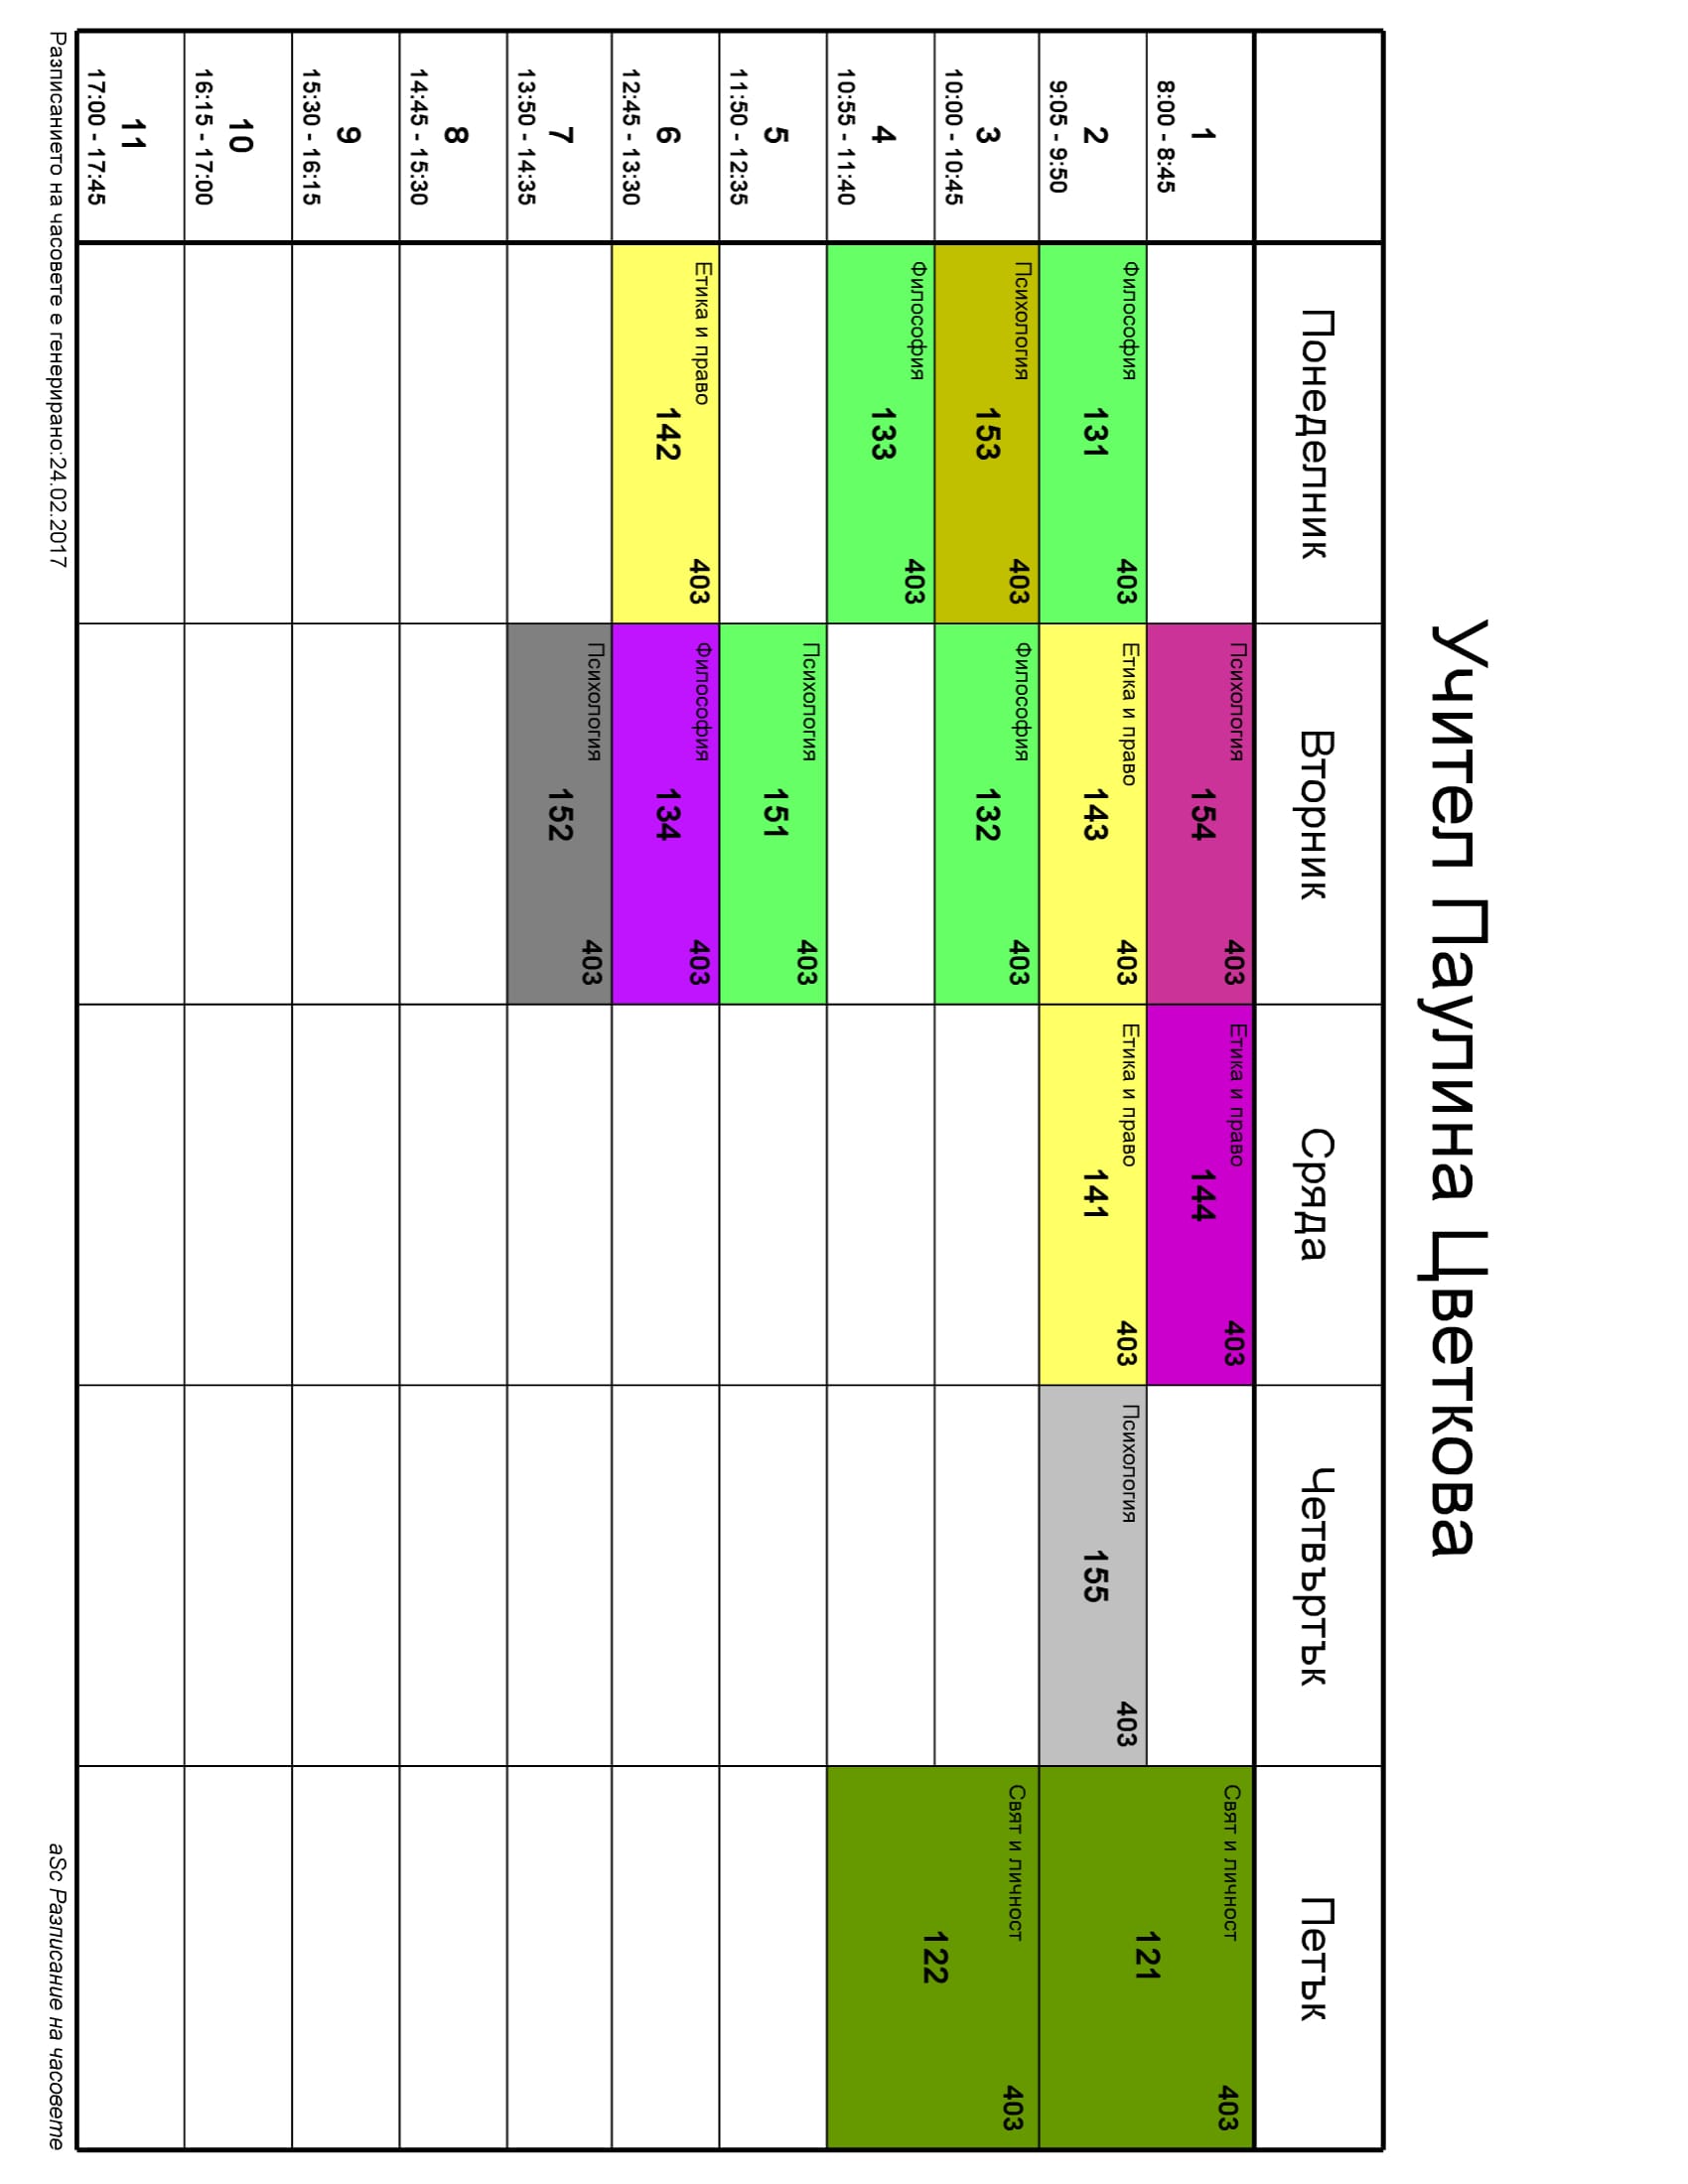 Учител Паулина Цветкова
Понеделник
Вторник
Сряда
Четвъртък
Петък
1
8:00 - 8:45
Психология
154
403
Етика и право
144
403
Свят и личност
121
403
2
9:05 - 9:50
Философия
131
403
Етика и право
143
403
Етика и право
141
403
Психология
155
403
3
10:00 - 10:45
Психология
153
403
Философия
132
403
Свят и личност
122
403
4
10:55 - 11:40
Философия
133
403
5
11:50 - 12:35
Психология
151
403
6
12:45 - 13:30
Етика и право
142
403
Философия
134
403
7
13:50 - 14:35
Психология
152
403
8
14:45 - 15:30
9
15:30 - 16:15
10
16:15 - 17:00
11
17:00 - 17:45
Разписанието на часовете е генерирано:24.02.2017
aSc Разписание на часовете